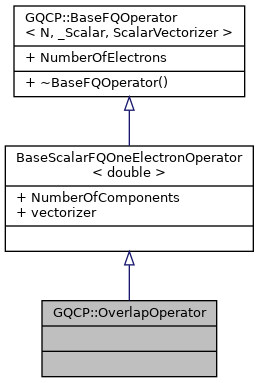 GQCP::BaseFQOperator
< N, _Scalar, ScalarVectorizer >
+ NumberOfElectrons
+ ~BaseFQOperator()
BaseScalarFQOneElectronOperator
< double >
+ NumberOfComponents
+ vectorizer
GQCP::OverlapOperator